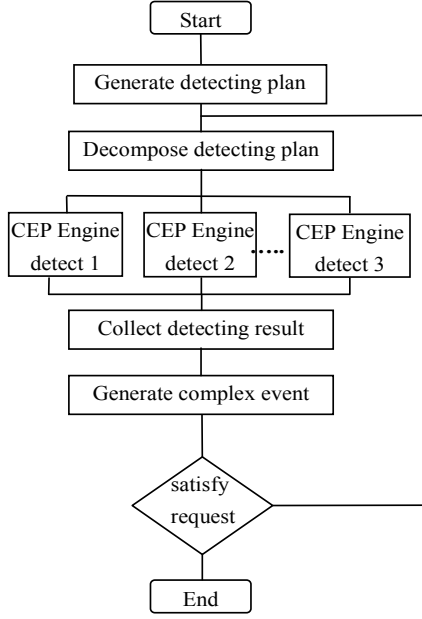 Start
Generate detecting plan
Decompose detecting plan
CEP Engine
detect 1
CEP Engine
detect 2
.....
CEP Engine
detect 3
Collect detecting result
Generate complex event
satisfy
request
End